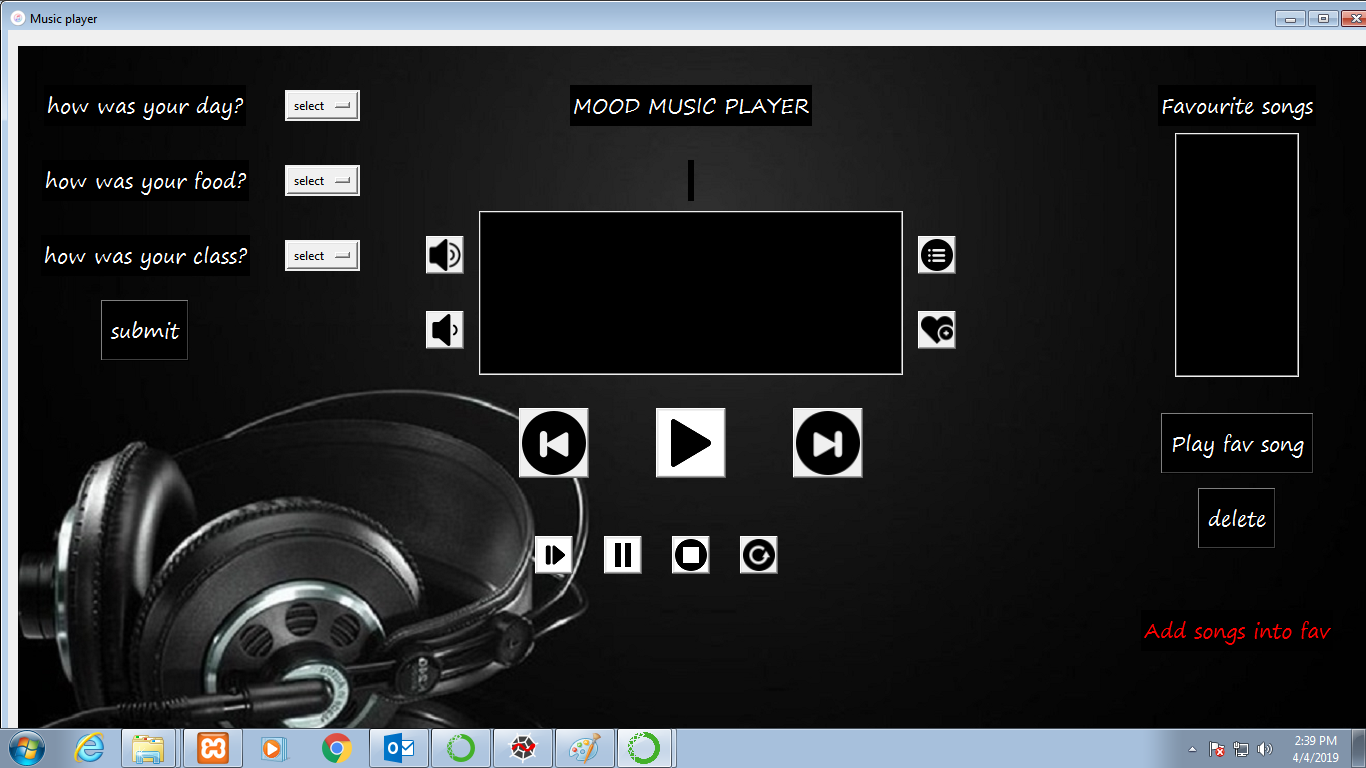 Music player
how was your day?
select
MOOD MUSIC PLAYER
Favourite songs
how was your food?
select
how was your class?
select
submit
Play fav song
delete
Add songs into fav
2:39 PM
4/4/2019